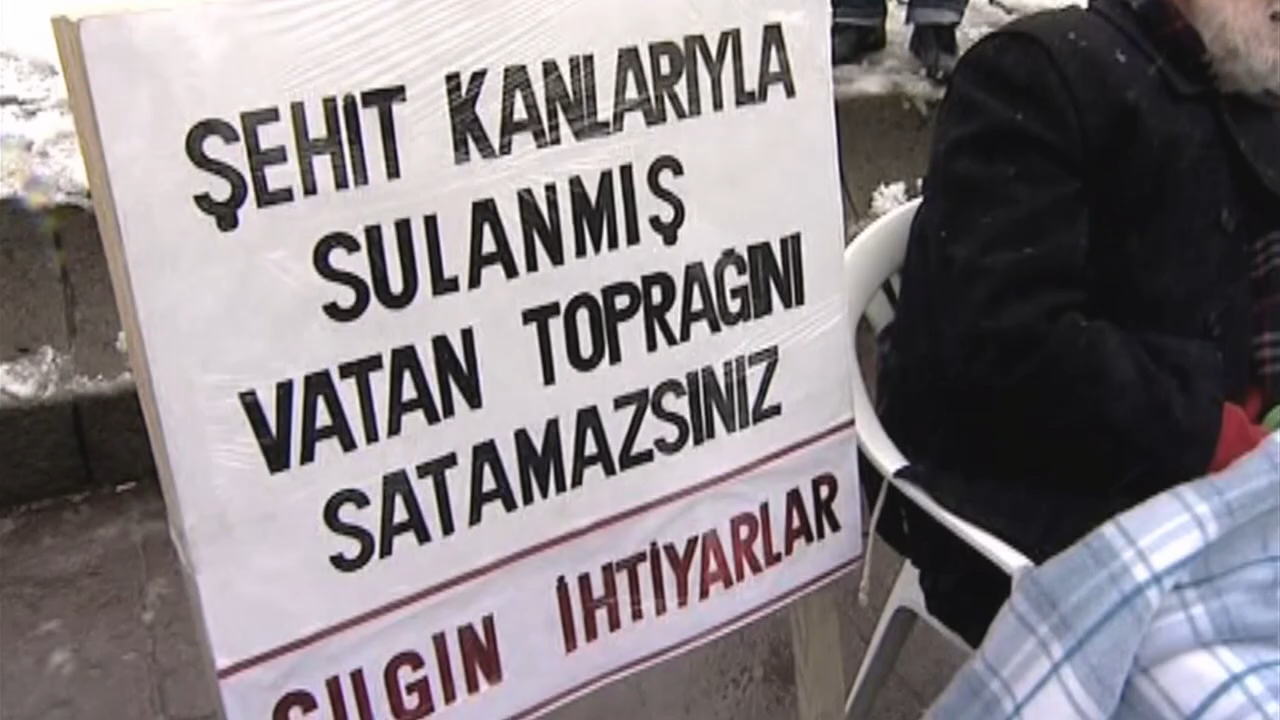 ŞEHİT KANLARIYLA
SULANMIŞ
VATAN TOPRAĞINI
SATAMAZSINIZ
ÇILGIN İHTİYARLAR